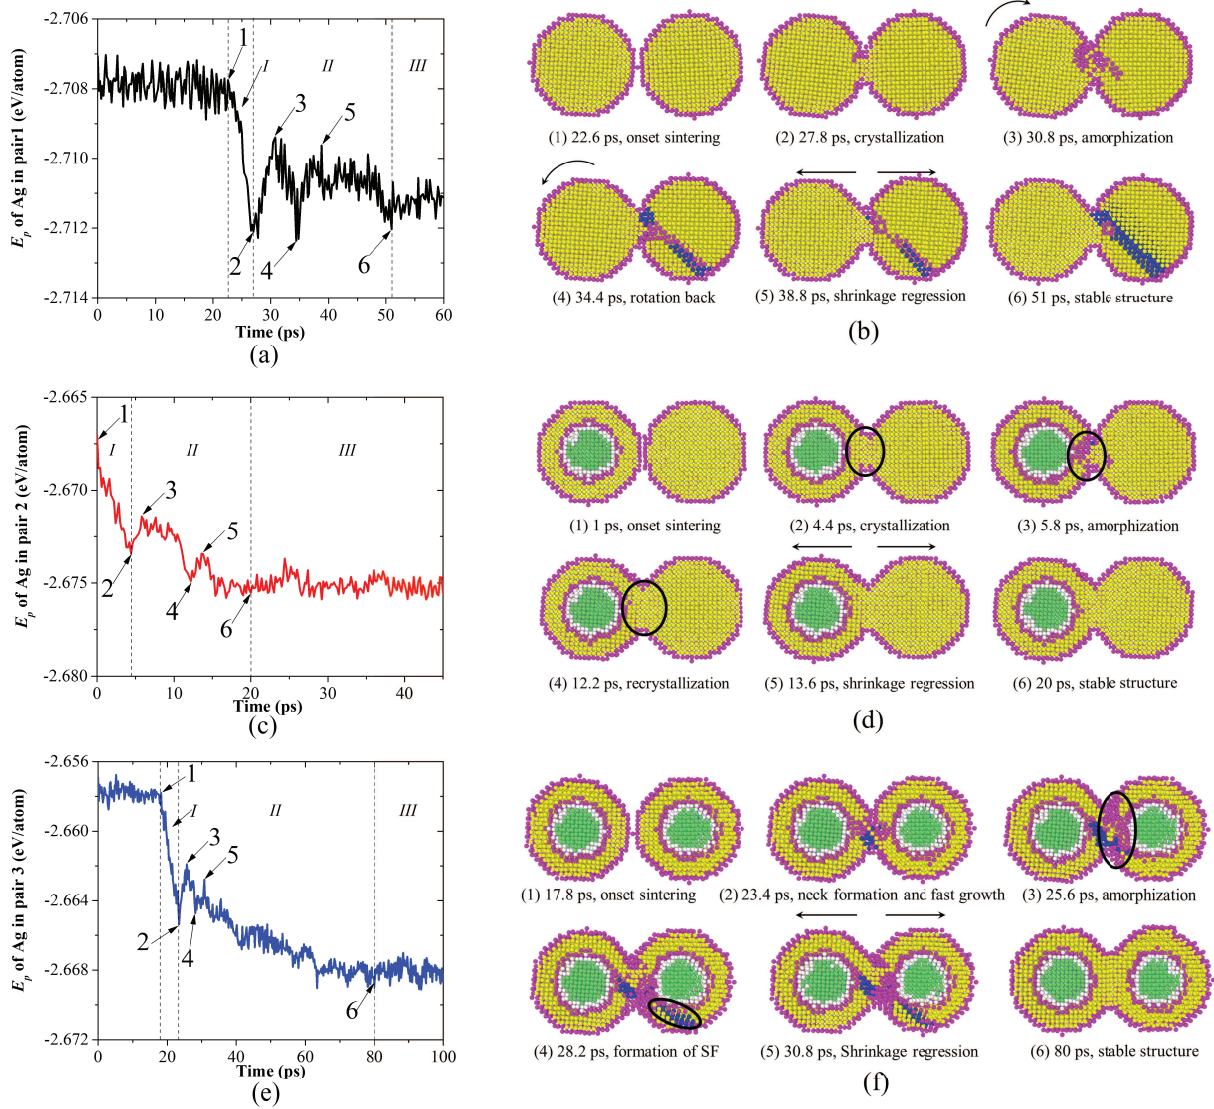 (a)
E_p of Ag in pair1 (eV/atom)
-2.706
-2.708
-2.710
-2.712
-2.714
1
I
II
III
3
5
2
4
6
0 10 20 30 40 50 60
Time (ps)
(1) 22.6 ps, onset sintering
(2) 27.8 ps, crystallization
(3) 30.8 ps, amorphization
(4) 34.4 ps, rotation back
(5) 38.8 ps, shrinkage regression
(6) 51 ps, stable structure
(b)
E_p of Ag in pair 2 (eV/atom)
-2.665
-2.670
-2.675
-2.680
1
I
II
III
3
5
2
4
6
0 10 20 30 40
Time (ps)
(c)
(1) 1 ps, onset sintering
(2) 4.4 ps, crystallization
(3) 5.8 ps, amorphization
(4) 12.2 ps, recrystallization
(5) 13.6 ps, shrinkage regression
(6) 20 ps, stable structure
(d)
E_p of Ag in pair 3 (eV/atom)
-2.656
-2.660
-2.664
-2.668
-2.672
1
I
II
III
3
5
2
4
6
0 20 40 60 80 100
Time (ps)
(e)
(1) 17.8 ps, onset sintering
(2) 23.4 ps, neck formation and fast growth
(3) 25.6 ps, amorphization
(4) 28.2 ps, formation of SF
(5) 30.8 ps, Shrinkage regression
(6) 80 ps, stable structure
(f)